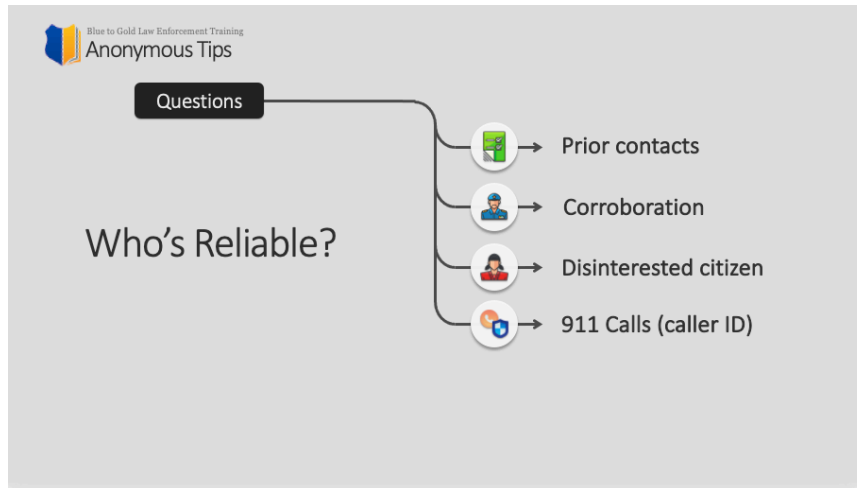 Blue to Gold Law Enforcement Training
Anonymous Tips
Questions
Who's Reliable?
Prior contacts
Corroboration
Disinterested citizen
911 Calls (caller ID)